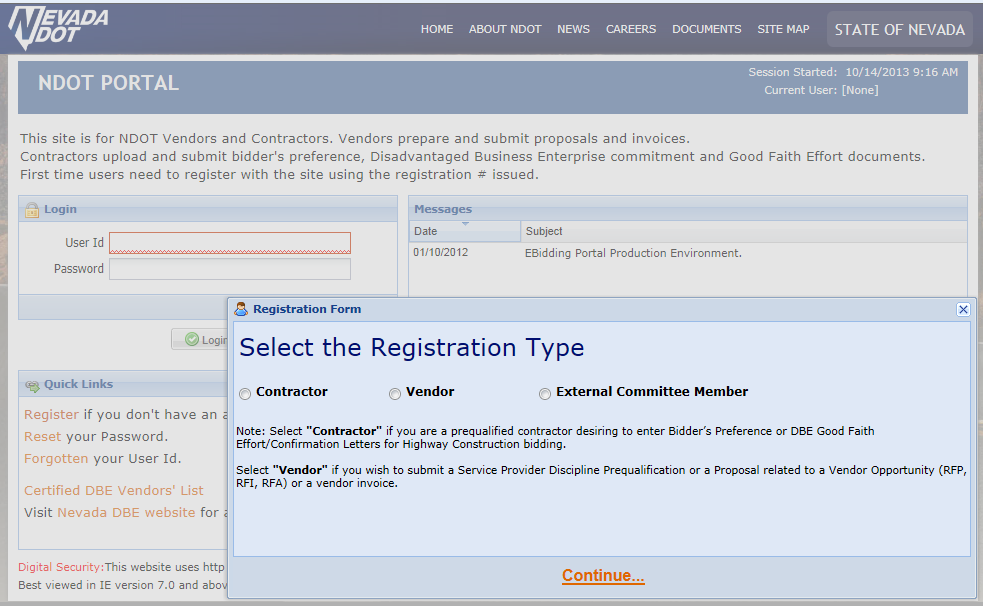 NEVADA
NDOT
HOME ABOUT NDOT NEWS CAREERS DOCUMENTS SITE MAP STATE OF NEVADA
NDOT PORTAL
Session Started: 10/14/2013 9:16 AM
Current User: [None]
This site is for NDOT Vendors and Contractors. Vendors prepare and submit proposals and invoices.
Contractors upload and submit bidder's preference, Disadvantaged Business Enterprise commitment and Good Faith Effort documents.
First time users need to register with the site using the registration # issued.
Login
User Id
Password
Login
Messages
Date Subject
01/10/2012 EBidding Portal Production Environment.
Quick Links
Register if you don't have an a
Reset your Password.
Forgotten your User Id.
Certified DBE Vendors' List
Visit Nevada DBE website for a
Digital Security:This website uses http
Best viewed in IE version 7.0 and abov
Registration Form
Select the Registration Type
Contractor Vendor External Committee Member
Note: Select "Contractor" if you are a prequalified contractor desiring to enter Bidder's Preference or DBE Good Faith
Effort/Confirmation Letters for Highway Construction bidding.
Select "Vendor" if you wish to submit a Service Provider Discipline Prequalification or a Proposal related to a Vendor Opportunity (RFP,
RFI, RFA) or a vendor invoice.
Continue...